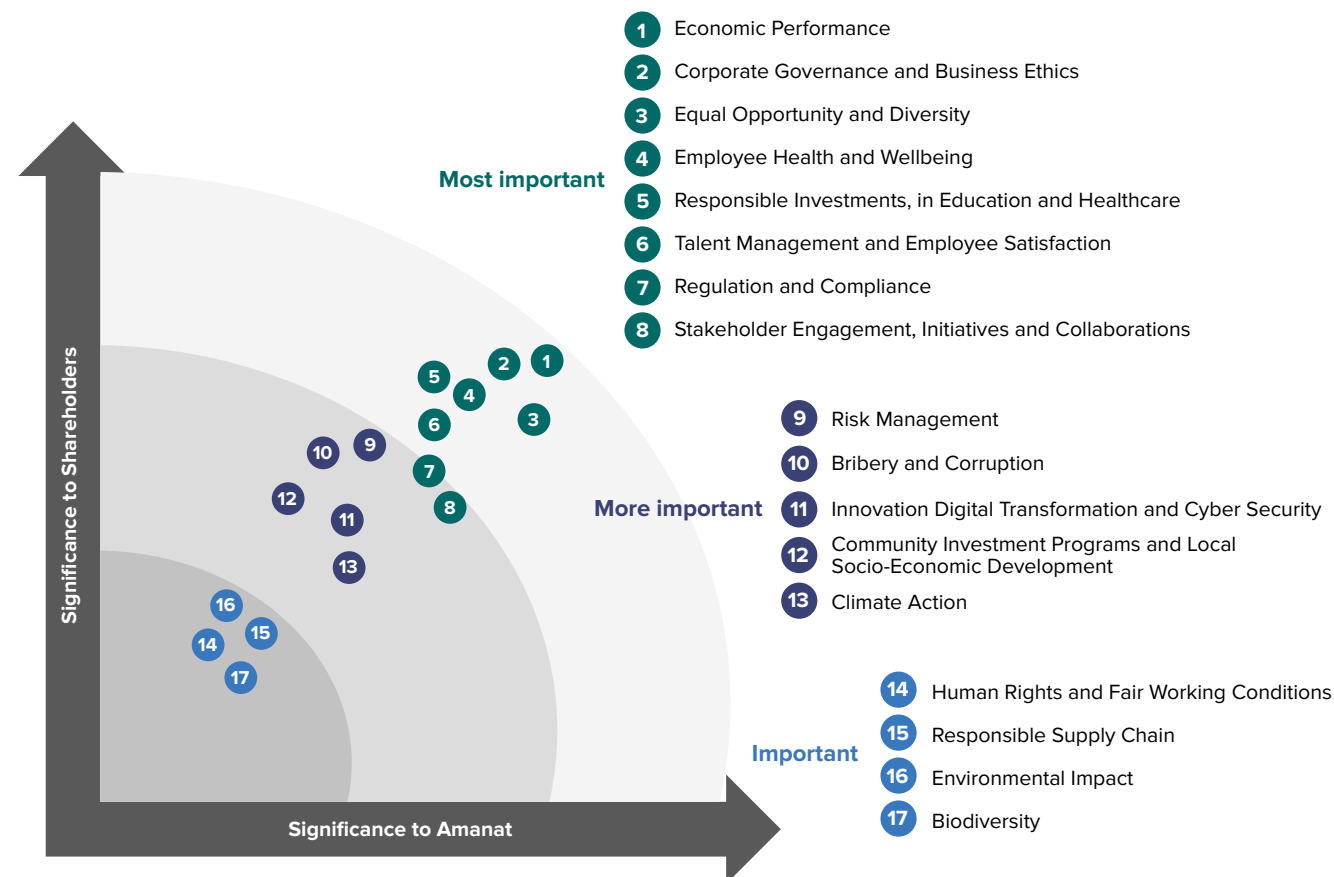 1 Economic Performance
2 Corporate Governance and Business Ethics
3 Equal Opportunity and Diversity
4 Employee Health and Wellbeing
Most important
5 Responsible Investments, in Education and Healthcare
6 Talent Management and Employee Satisfaction
7 Regulation and Compliance
8 Stakeholder Engagement, Initiatives and Collaborations
Significance to Shareholders
5
2
1
4
3
6
10
9
7
12
11
8
13
16
15
14
17
9 Risk Management
10 Bribery and Corruption
More important
11 Innovation Digital Transformation and Cyber Security
12 Community Investment Programs and Local
Socio-Economic Development
13 Climate Action
14 Human Rights and Fair Working Conditions
15 Responsible Supply Chain
Important
16 Environmental Impact
17 Biodiversity
Significance to Amanat